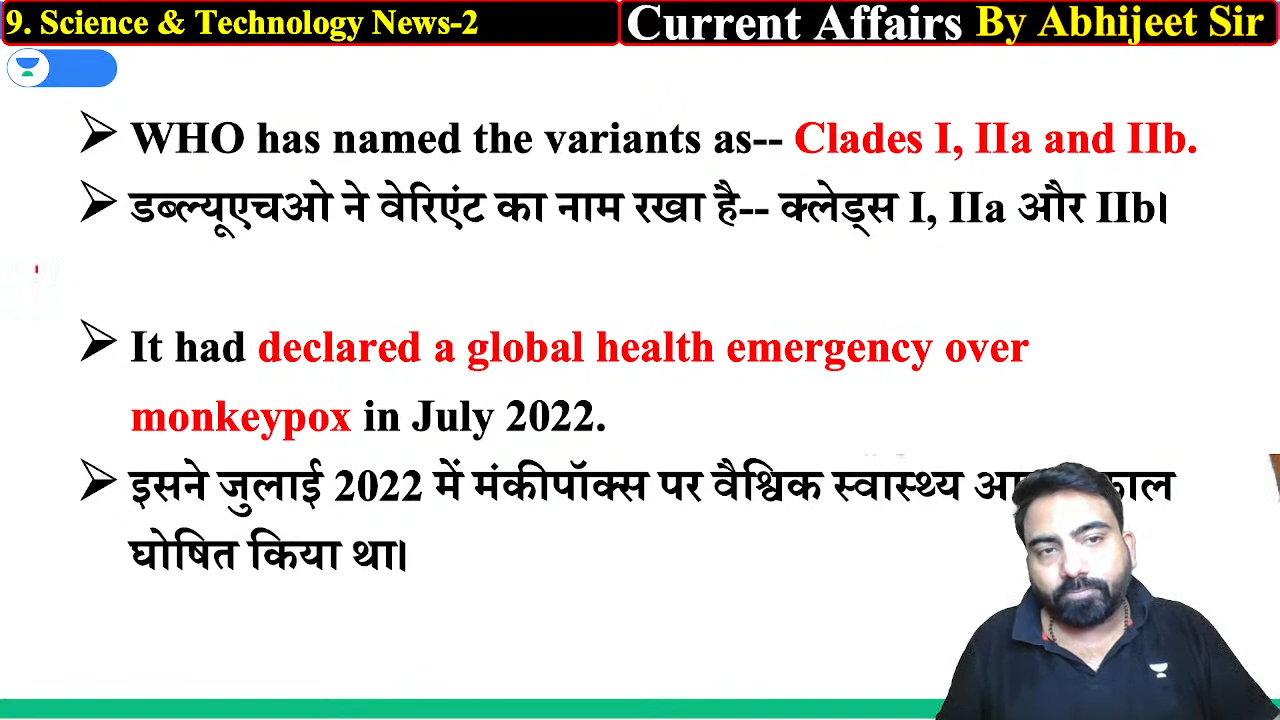 9. Science & Technology News-2
Current Affairs By Abhijeet Sir
WHO has named the variants as-- Clades I, IIa and IIb.
डब्ल्यूएचओ ने वेरिएंट का नाम रखा है-- क्लेड्स I, IIa और IIb।
It had declared a global health emergency over
monkeypox in July 2022.
इसने जुलाई 2022 में मंकीपॉक्स पर वैश्विक स्वास्थ्य
घोषित किया था।